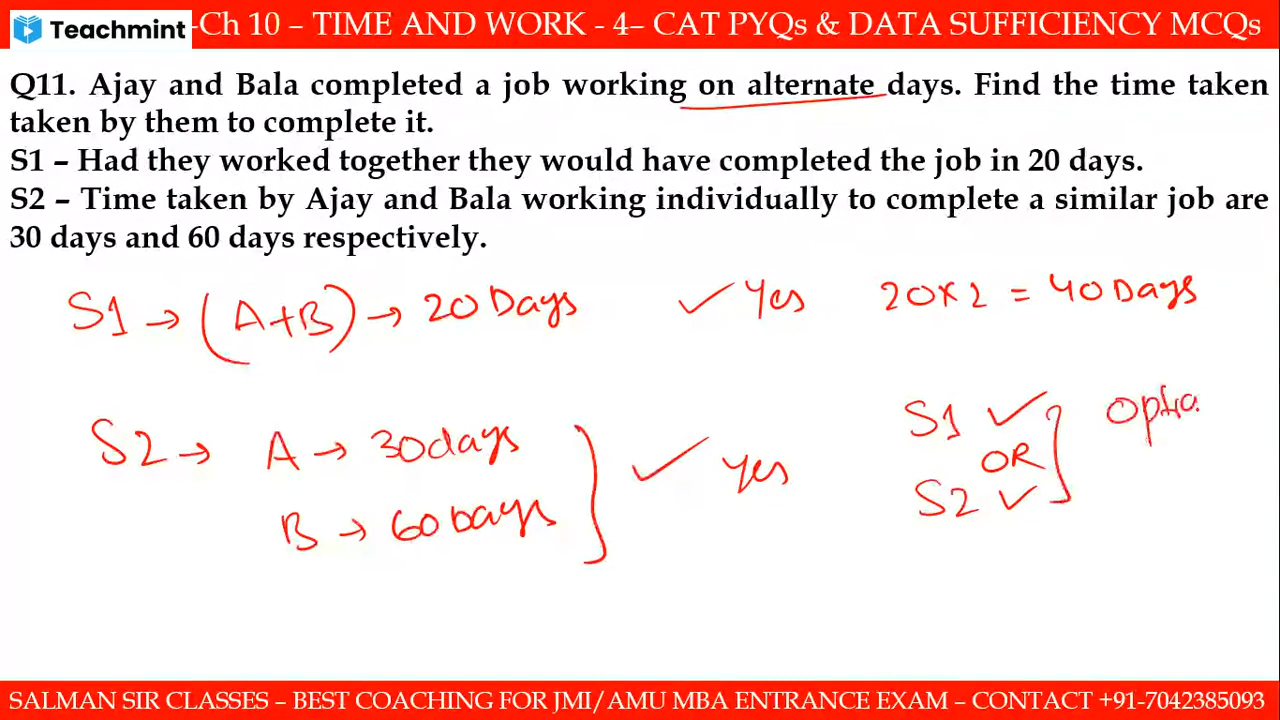 Teachmint -Ch 10 – TIME AND WORK - 4– CAT PYQs & DATA SUFFICIENCY MCQs
Q11. Ajay and Bala completed a job working on alternate days. Find the time taken
taken by them to complete it.
S1 – Had they worked together they would have completed the job in 20 days.
S2 – Time taken by Ajay and Bala working individually to complete a similar job are
30 days and 60 days respectively.
S1 → (A+B) → 20 Days ✓ Yes 20×2 = 40 Days
S1 ✓ Optio
S2 → A → 30 days ✓ yes OR
B → 60 Days S2 ✓
SALMAN SIR CLASSES – BEST COACHING FOR JMI/AMU MBA ENTRANCE EXAM – CONTACT +91-7042385093